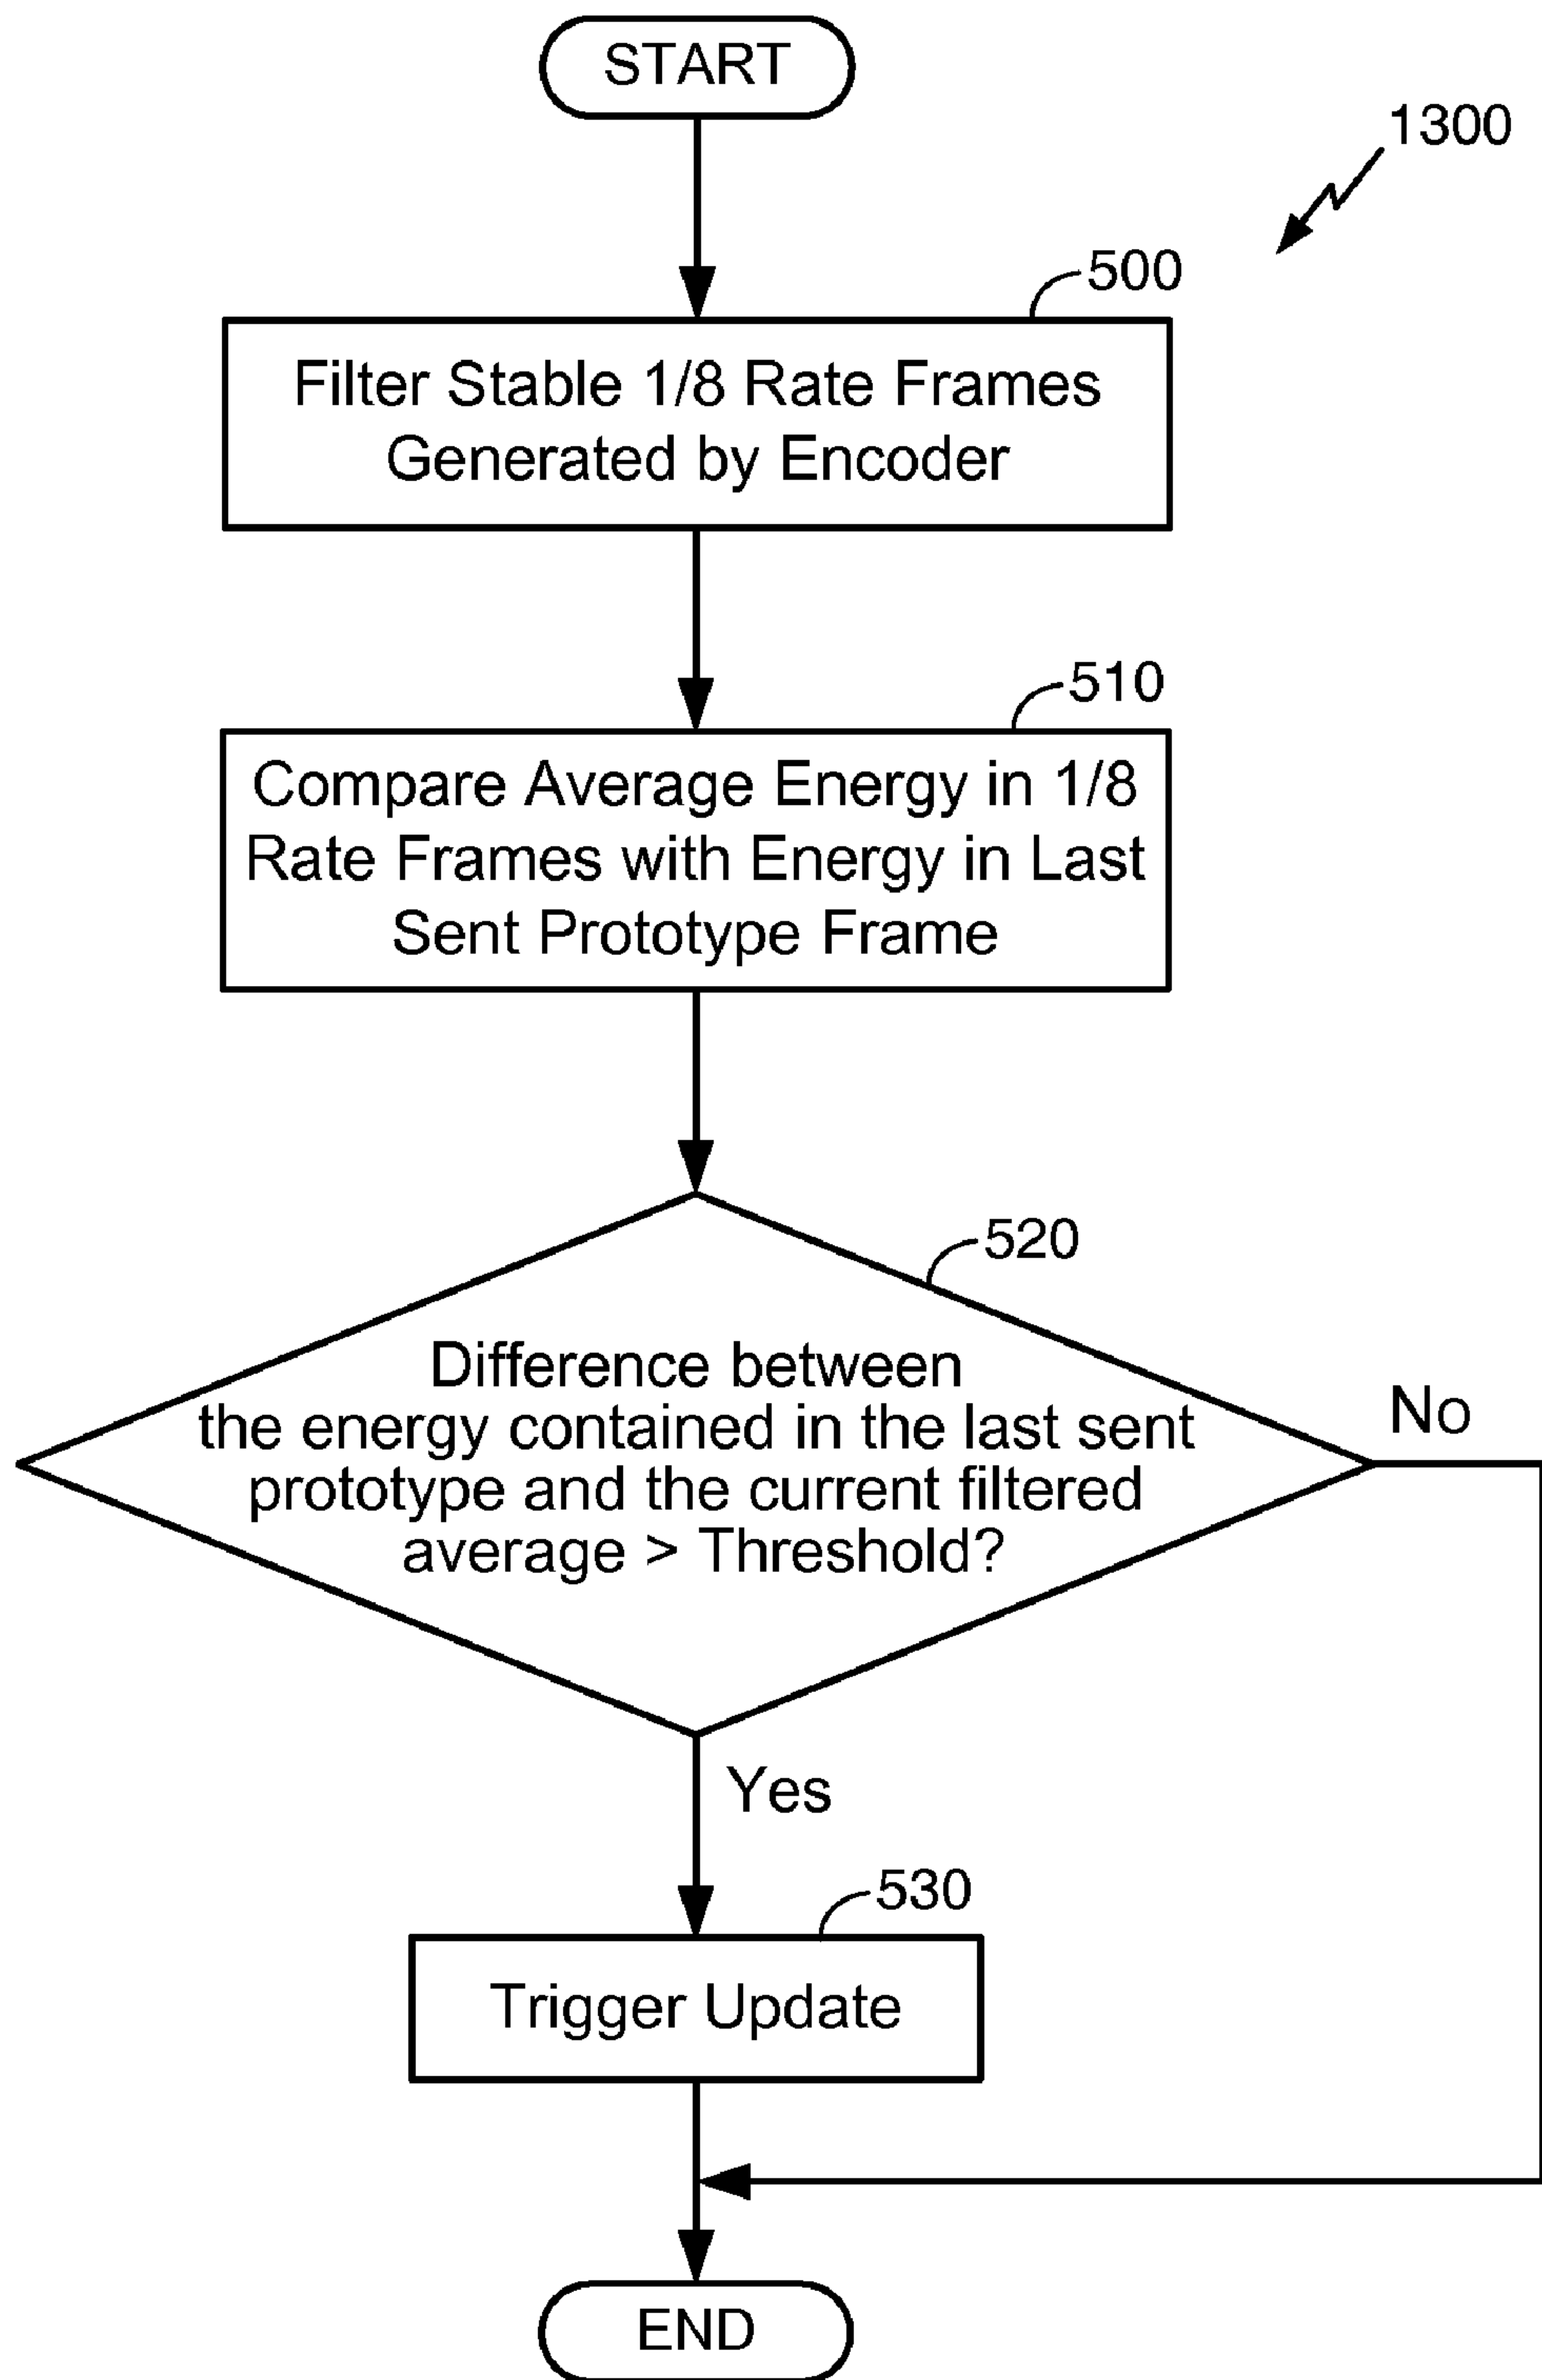 START
1300
500
Filter Stable 1/8 Rate Frames
Generated by Encoder
510
Compare Average Energy in 1/8
Rate Frames with Energy in Last
Sent Prototype Frame
520
Difference between
the energy contained in the last sent
prototype and the current filtered
average > Threshold?
No
Yes
530
Trigger Update
END